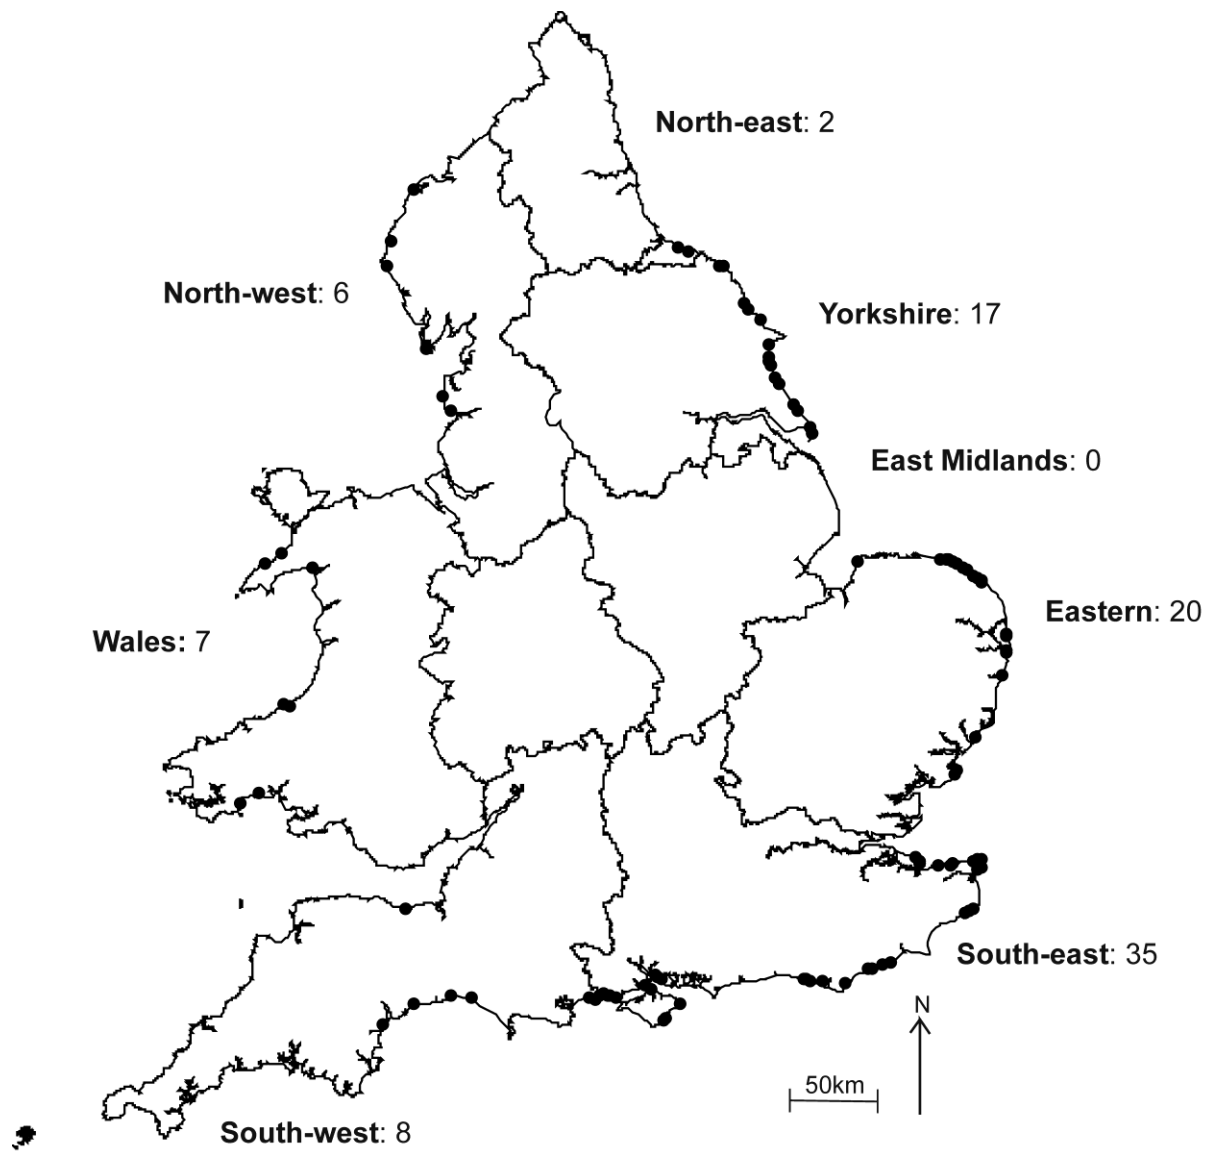 North-east: 2
North-west: 6
Yorkshire: 17
East Midlands: 0
Eastern: 20
Wales: 7
South-east: 35
N
50km
South-west: 8